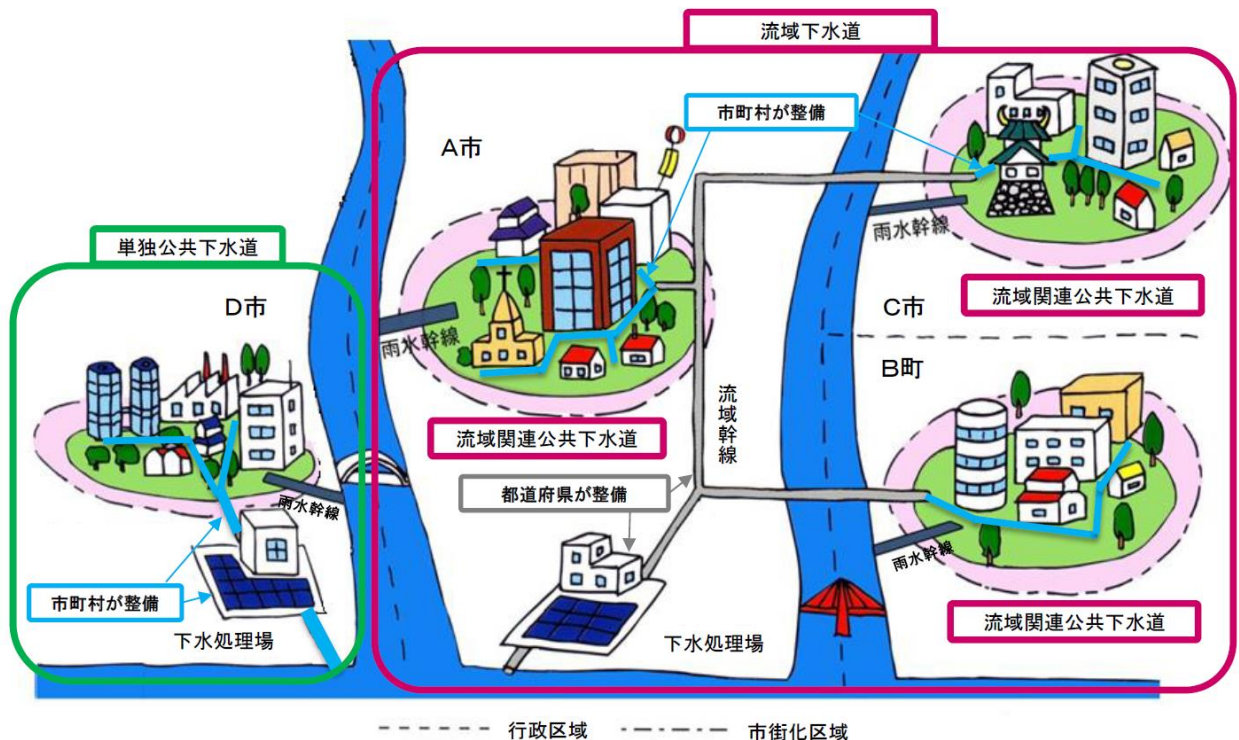 流域下水道
市町村が整備
A市
雨水幹線
単独公共下水道
D市
流域関連公共下水道
C市
雨水幹線
B町
流域幹線
流域関連公共下水道
都道府県が整備
雨水幹線
雨水幹線
市町村が整備
流域関連公共下水道
下水処理場
下水処理場
行政区域
市街化区域